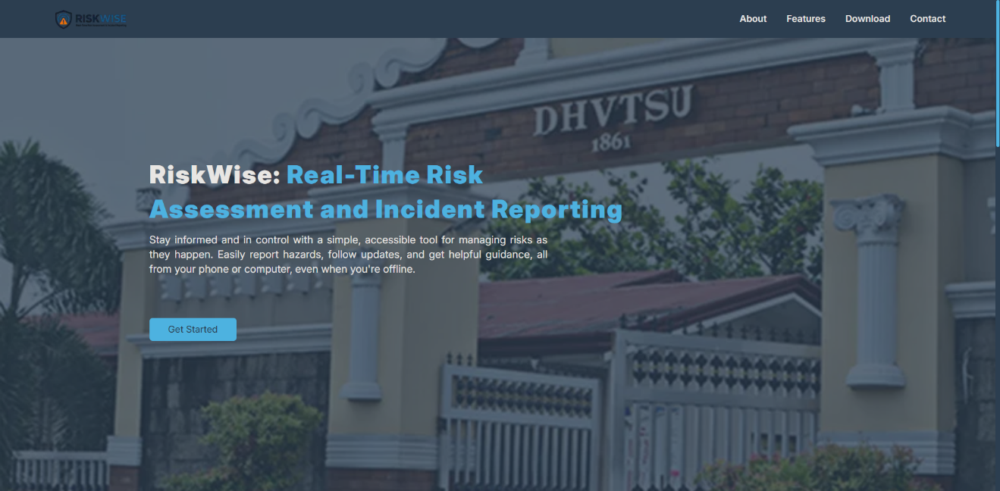 RISKWISE
About
Features
Download
Contact
DHVTSU
1861
RiskWise: Real-Time Risk
Assessment and Incident Reporting
Stay informed and in control with a simple, accessible tool for managing risks as
they happen. Easily report hazards, follow updates, and get helpful guidance, all
from your phone or computer, even when you're offline.
Get Started